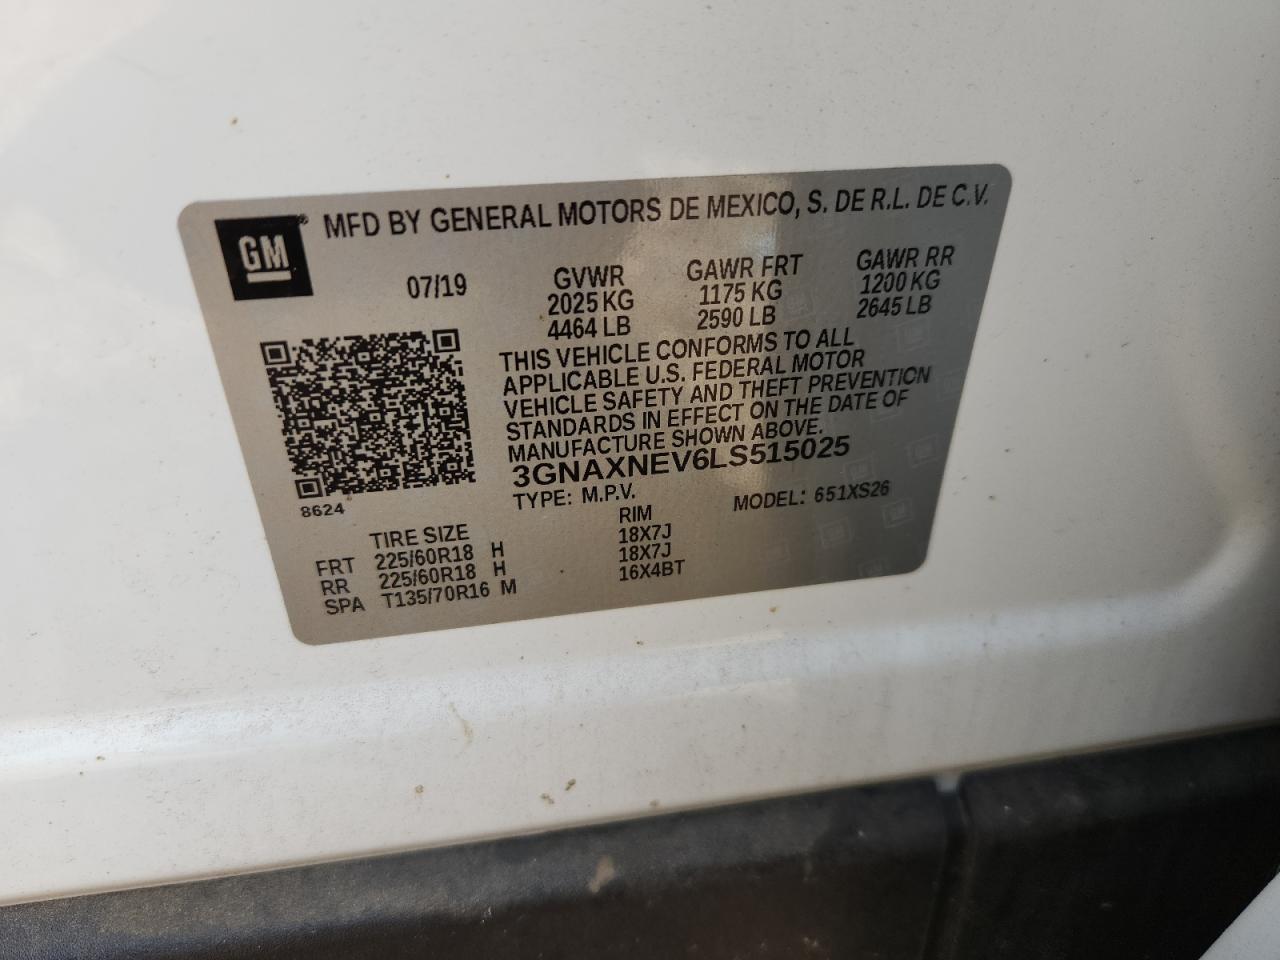 GM ® MFD BY GENERAL MOTORS DE MEXICO, S. DE R.L. DE C.V.
07/19
GVWR GAWR FRT GAWR RR
2025 KG 1175 KG 1200 KG
4464 LB 2590 LB 2645 LB
THIS VEHICLE CONFORMS TO ALL
APPLICABLE U.S. FEDERAL MOTOR
VEHICLE SAFETY AND THEFT PREVENTION
STANDARDS IN EFFECT ON THE DATE OF
MANUFACTURE SHOWN ABOVE.
3GNAXNEV6LS515025
8624
TYPE: M.P.V. MODEL: 651XS26
TIRE SIZE RIM
FRT 225/60R18 H 18X7J
RR 225/60R18 H 18X7J
SPA T135/70R16 M 16X4BT